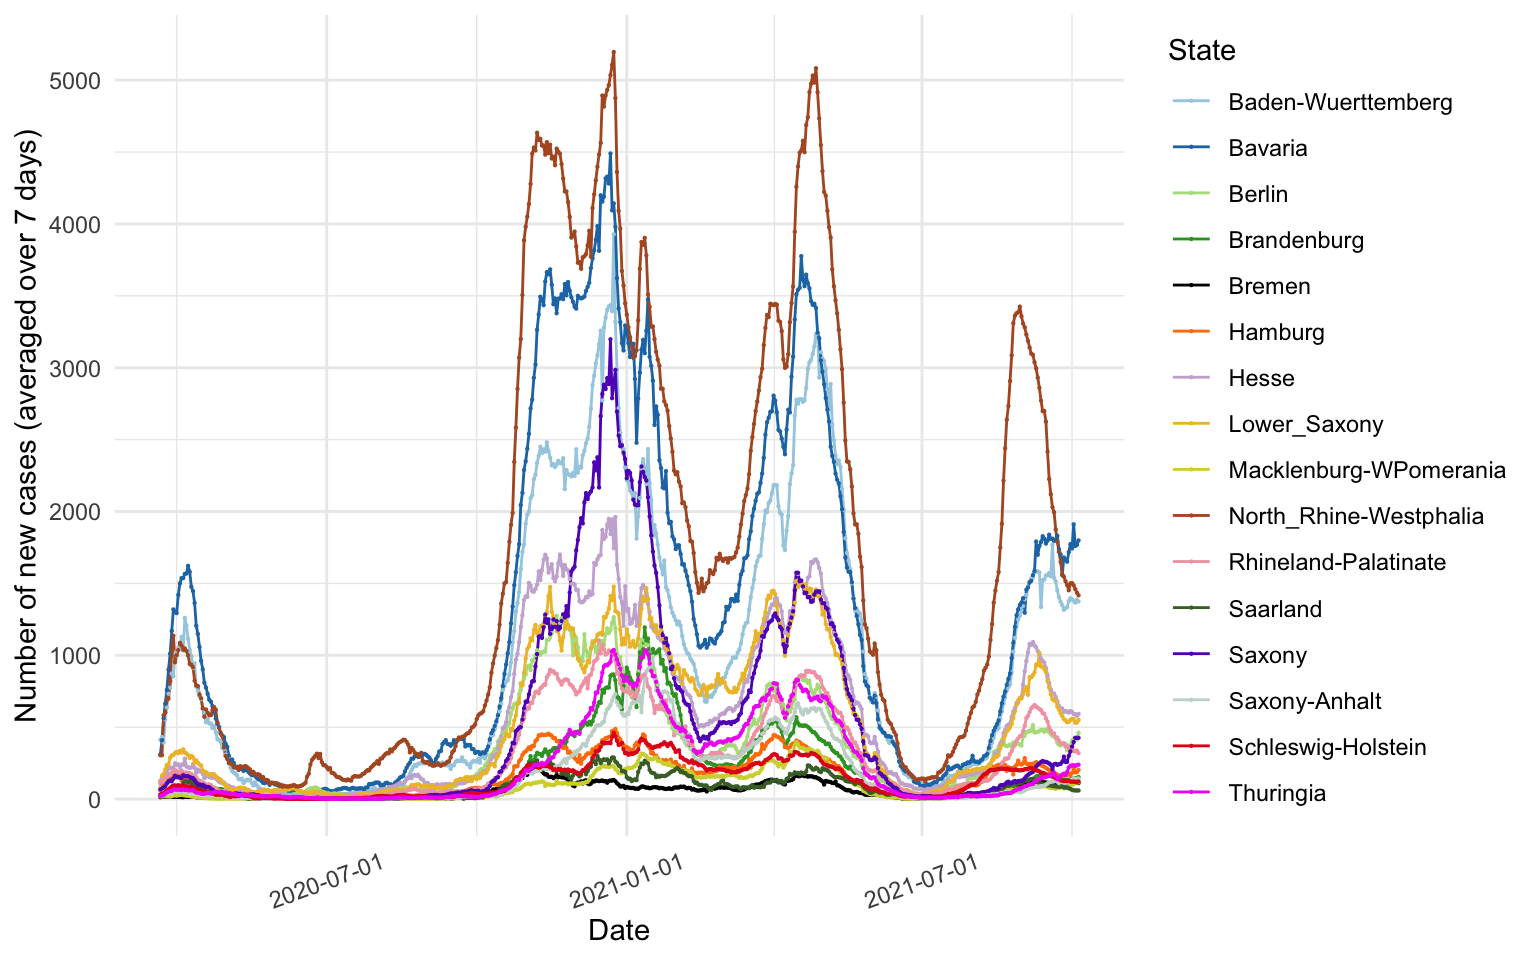 Number of new cases (averaged over 7 days)
5000
4000
3000
2000
1000
0
2020-07-01
2021-01-01
2021-07-01
Date
State
Baden-Wuerttemberg
Bavaria
Berlin
Brandenburg
Bremen
Hamburg
Hesse
Lower_Saxony
Macklenburg-WPomerania
North_Rhine-Westphalia
Rhineland-Palatinate
Saarland
Saxony
Saxony-Anhalt
Schleswig-Holstein
Thuringia